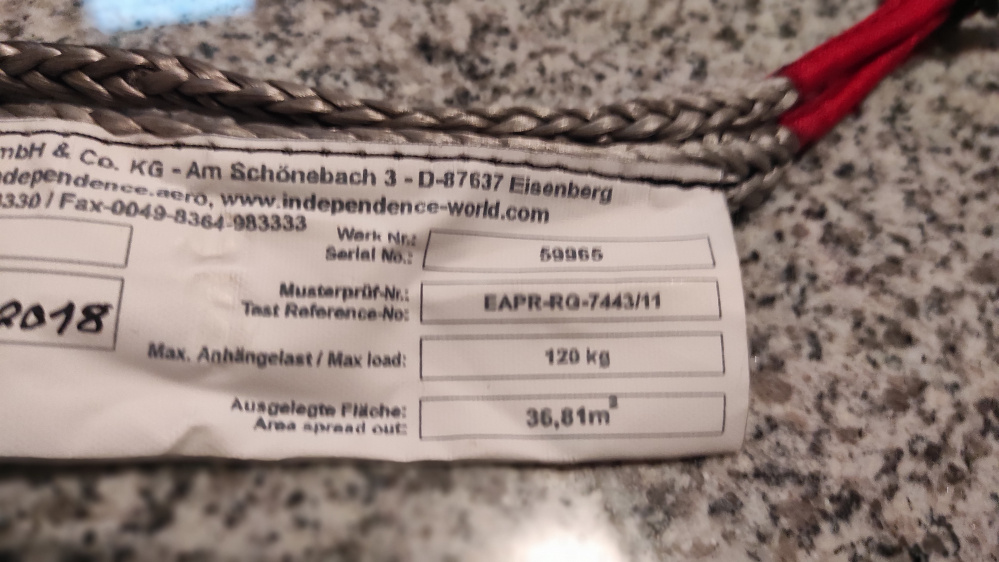 mbH & Co. KG - Am Schönebach 3 - D-87637 Eisenberg
dependence.aero, www.independence-world.com
3330 / Fax-0049-8364-983333
Werk Nr.:
Serial No.:
59965
Musterprüf-Nr.:
Test Reference-No:
EAPR-RG-7443/11
2018
Max. Anhängelast / Max load:
120 kg
Ausgelegte Fläche:
Area spread out:
36,81m²